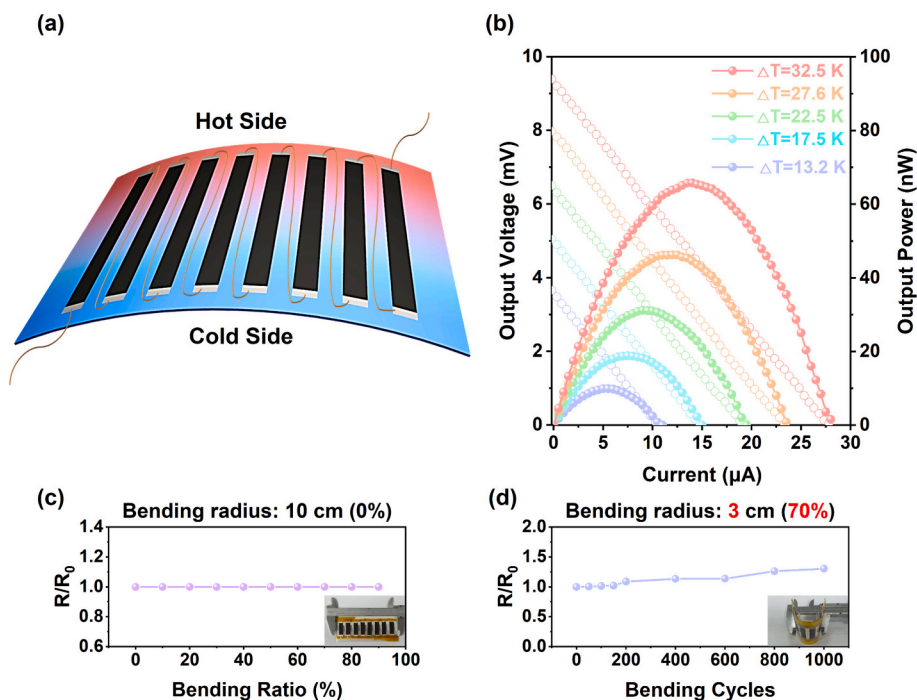 (a)
Hot Side
Cold Side
(b)
10
8
6
4
2
0
Output Voltage (mV)
100
80
60
40
20
0
Output Power (nW)
△T=32.5 K
△T=27.6 K
△T=22.5 K
△T=17.5 K
△T=13.2 K
0 5 10 15 20 25 30
Current (μA)
(c)
Bending radius: 10 cm (0%)
1.4
1.2
1.0
0.8
0.6
R/R0
0 20 40 60 80 100
Bending Ratio (%)
(d)
Bending radius: 3 cm (70%)
2.0
1.5
1.0
0.5
0.0
R/R0
0 200 400 600 800 1000
Bending Cycles